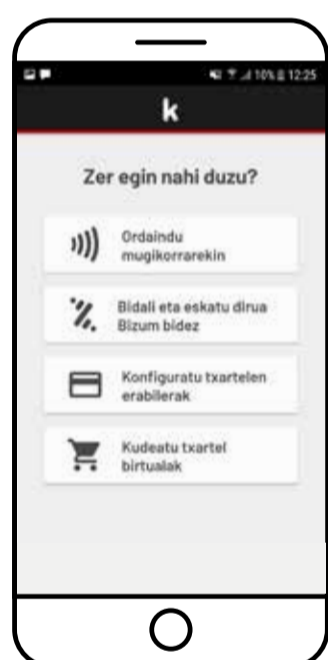 10% 12:25
k
Zer egin nahi duzu?
Ordaindu
mugikorrarekin
Bidali eta eskatu dirua
Bizum bidez
Konfiguratu txartelen
erabilerak
Kudeatu txartel
birtualak